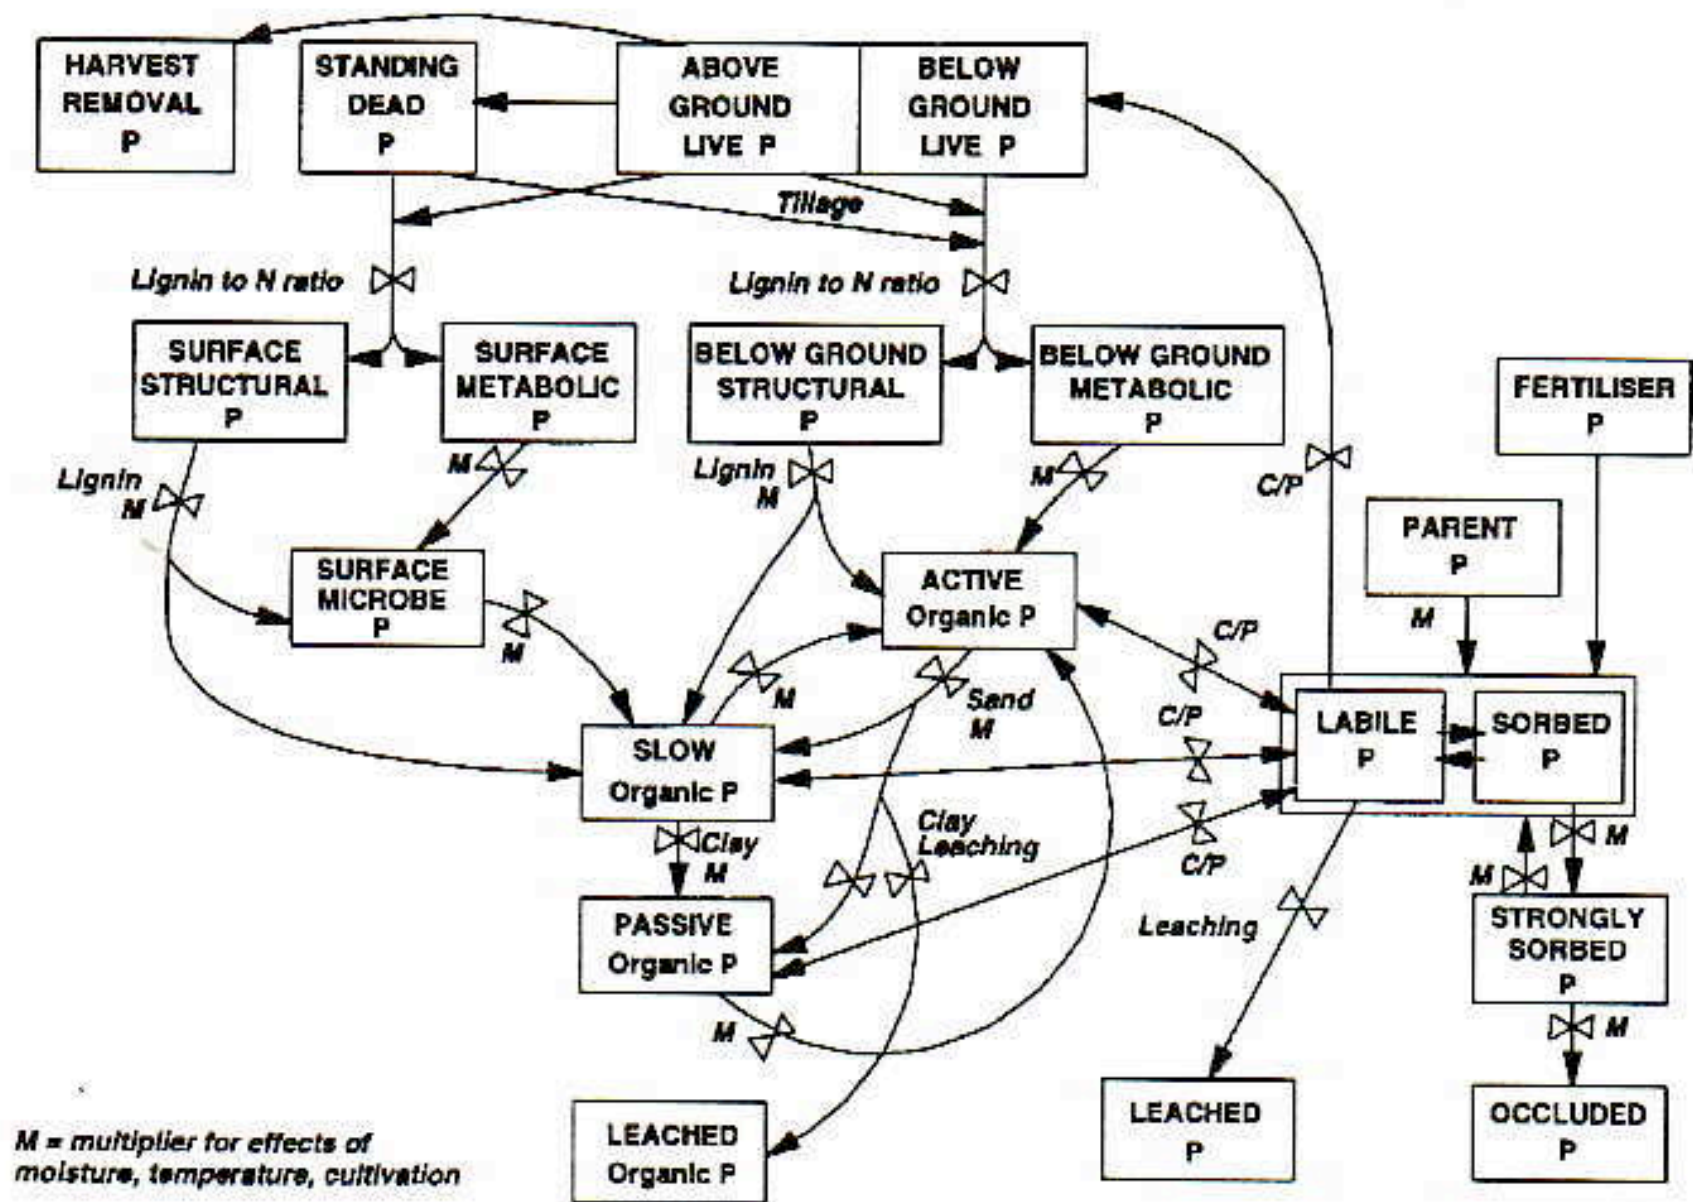 HARVEST
REMOVAL
P
STANDING
DEAD
P
ABOVE
GROUND
LIVE P
BELOW
GROUND
LIVE P
Tillage
Lignin to N ratio
Lignin to N ratio
SURFACE
STRUCTURAL
P
SURFACE
METABOLIC
P
BELOW GROUND
STRUCTURAL
P
BELOW GROUND
METABOLIC
P
FERTILISER
P
Lignin
M
M
Lignin
M
M
C/P
PARENT
P
M
SURFACE
MICROBE
P
M
ACTIVE
Organic P
C/P
M
Sand
M
C/P
SLOW
Organic P
LABILE
P
SORBED
P
Clay
M
Clay
Leaching
C/P
M
M
PASSIVE
Organic P
Leaching
STRONGLY
SORBED
P
M
M
LEACHED
Organic P
LEACHED
P
OCCLUDED
P
M = multiplier for effects of
moisture, temperature, cultivation